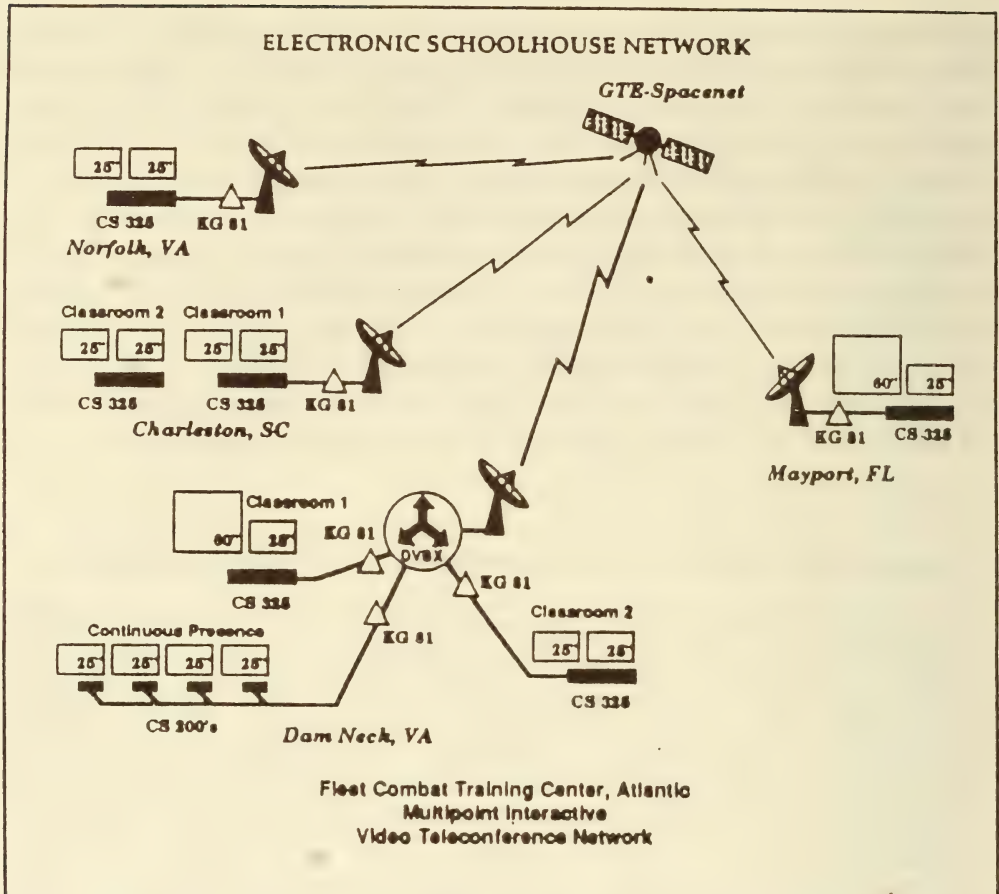 ELECTRONIC SCHOOLHOUSE NETWORK
GTE-Spacenet
25" 25"
CS 325
KG 81
Norfolk, VA
Classroom 2 Classroom 1
25" 25" 25" 25"
CS 325 CS 325 KG 81
Charleston, SC
60" 25"
KG 81 CS 325
Mayport, FL
Classroom 1
60" 25"
KG 81
DVBX
CS 325
KG 81
KG 81
Classroom 2
25" 25"
CS 325
Continuous Presence
25" 25" 25" 25"
CS 200's
Dam Neck, VA
Fleet Combat Training Center, Atlantic
Multipoint Interactive
Video Teleconference Network